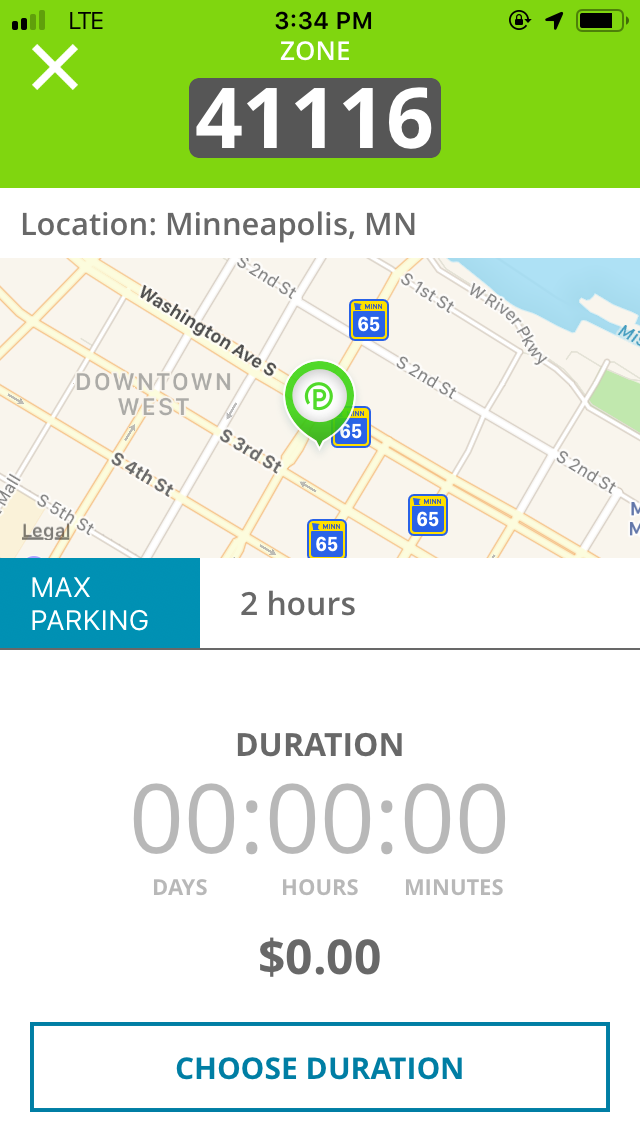 LTE
3:34 PM
ZONE
41116
Location: Minneapolis, MN
S 2nd St
Washington Ave S
MINN
65
S 1st St
W River Pkwy
DOWNTOWN
WEST
S 2nd St
P
65
S 3rd St
S 4th St
S 2nd St
Mall
S 5th St
Legal
MINN
65
MINN
65
MAX
PARKING
2 hours
DURATION
00:00:00
DAYS
HOURS
MINUTES
$0.00
CHOOSE DURATION